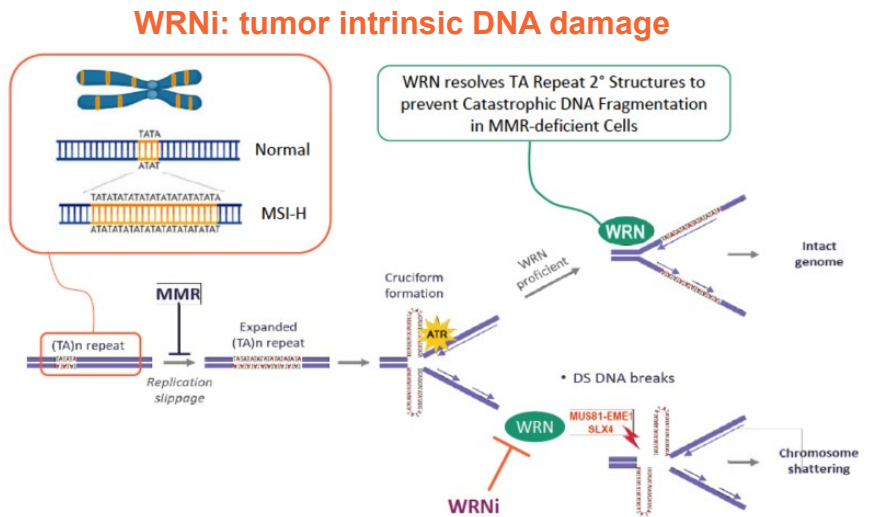 WRNi: tumor intrinsic DNA damage
TATA
Normal
ATAT
TATATATATATATATATATATATA
MSI-H
ATATATATATATATATATATATAT
WRN resolves TA Repeat 2° Structures to
prevent Catastrophic DNA Fragmentation
in MMR-deficient Cells
WRN
WRN
proficient
Intact
genome
MMR
Cruciform
formation
ATR
(TA)n repeat
Expanded
(TA)n repeat
Replication
slippage
• DS DNA breaks
WRN
MUS81-EME1
SLX4
Chromosome
shattering
WRNi